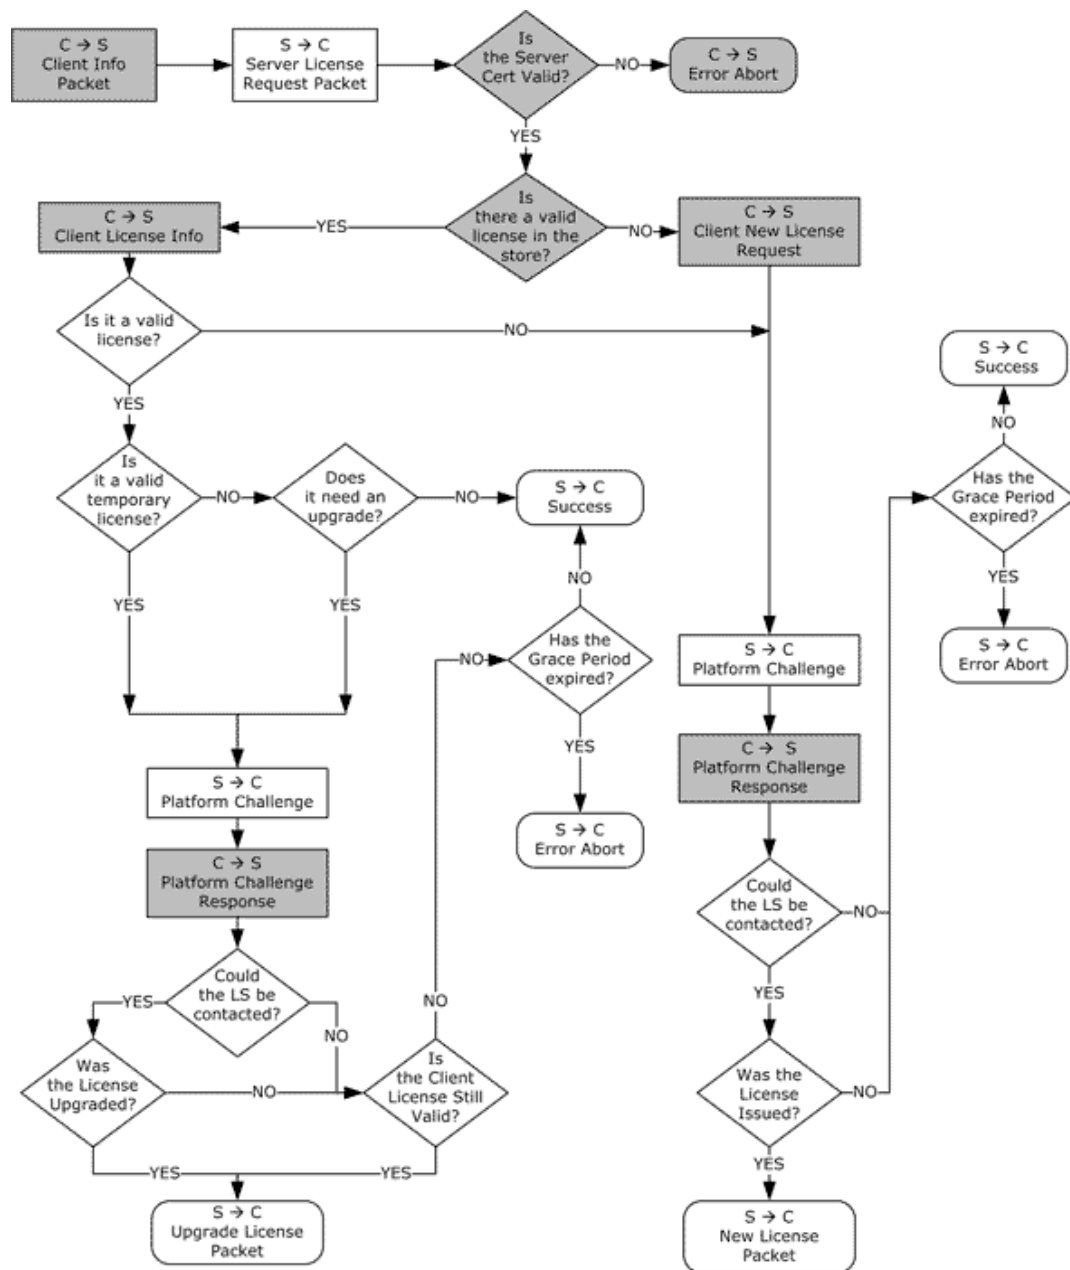 C → S
Client Info
Packet
S → C
Server License
Request Packet
Is
the Server
Cert Valid?
NO
C → S
Error Abort
YES
C → S
Client License Info
YES
Is
there a valid
license in the
store?
NO
C → S
Client New License
Request
Is it a valid
license?
NO
YES
S → C
Success
NO
Is
it a valid
temporary
license?
NO
Does
it need an
upgrade?
NO
S → C
Success
Has the
Grace Period
expired?
YES
YES
NO
YES
S → C
Error Abort
NO
Has the
Grace Period
expired?
S → C
Platform Challenge
YES
C → S
Platform Challenge
Response
S → C
Platform Challenge
S → C
Error Abort
C → S
Platform Challenge
Response
Could
the LS be
contacted?
NO
YES
Could
the LS be
contacted?
YES
NO
NO
Was
the License
Upgraded?
NO
Is
the Client
License Still
Valid?
Was the
License
Issued?
NO
YES
YES
YES
S → C
Upgrade License
Packet
S → C
New License
Packet